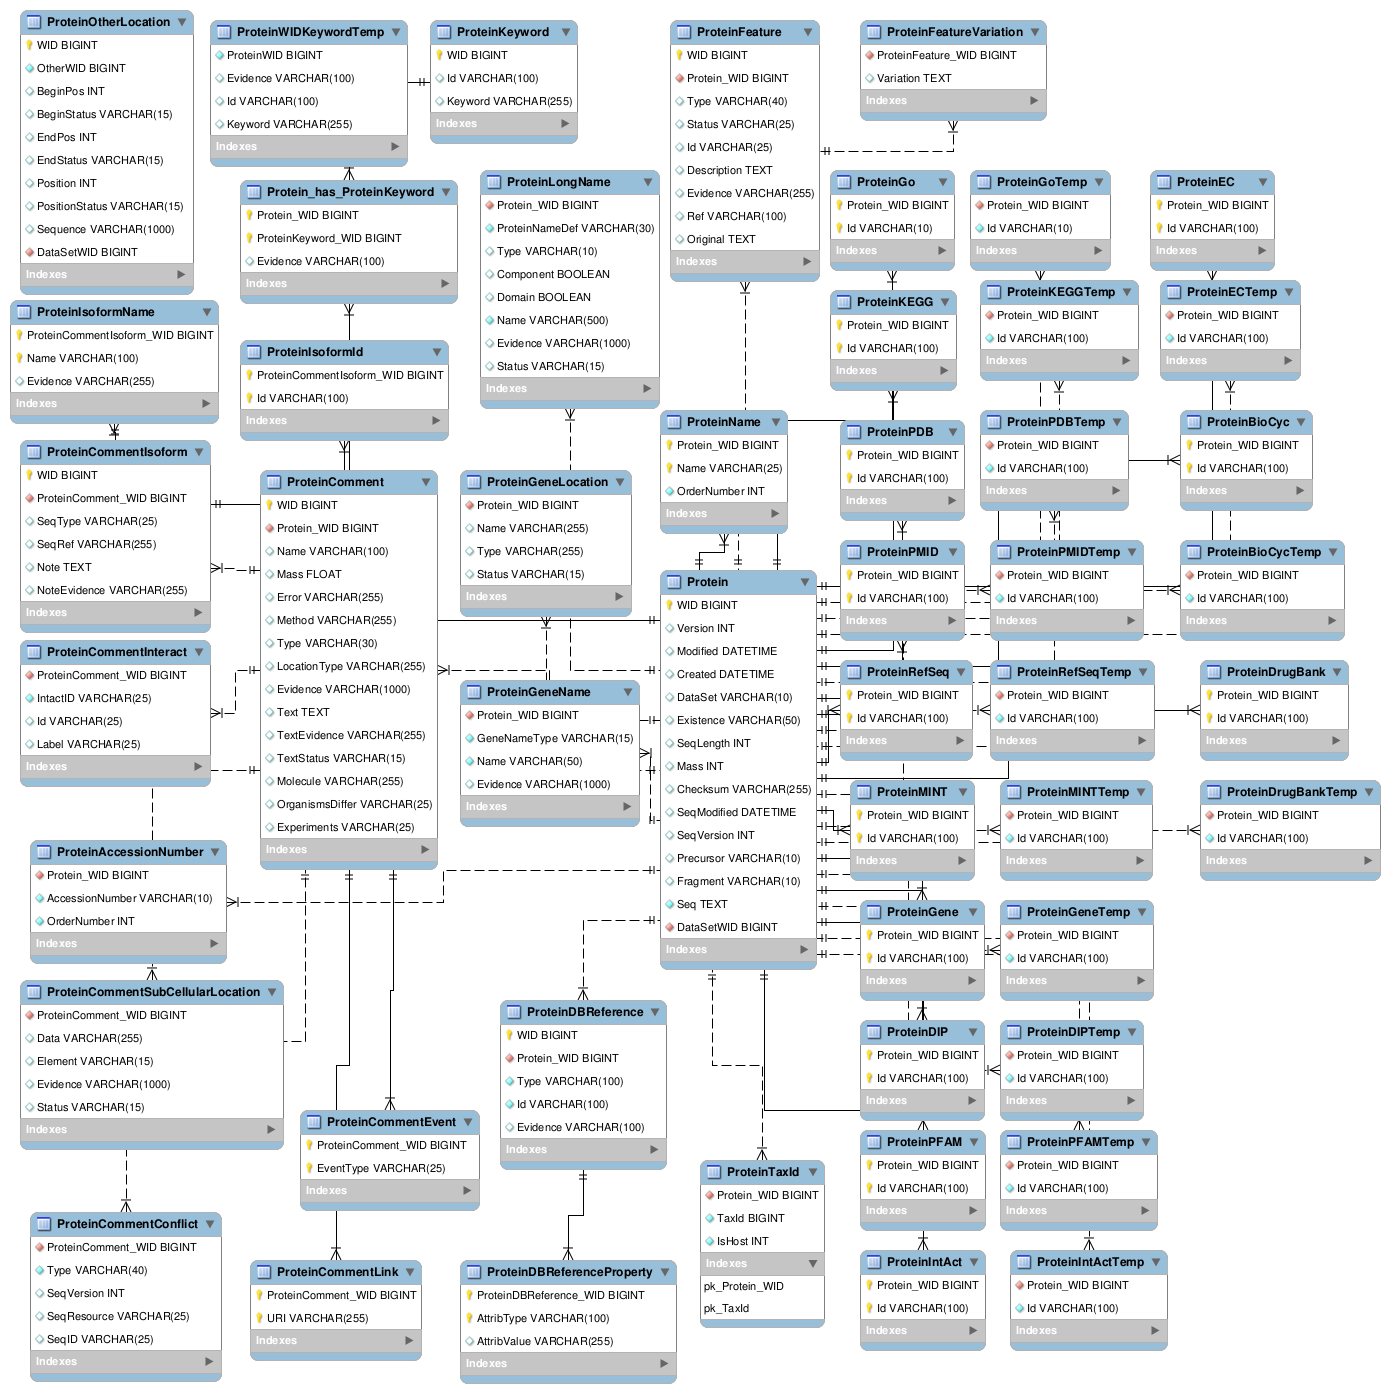 ProteinOtherLocation
WID BIGINT
OtherWID BIGINT
BeginPos INT
BeginStatus VARCHAR(15)
EndPos INT
EndStatus VARCHAR(15)
Position INT
PositionStatus VARCHAR(15)
Sequence VARCHAR(1000)
DataSetWID BIGINT
Indexes
ProteinWIDKeywordTemp
ProteinWID BIGINT
Evidence VARCHAR(100)
Id VARCHAR(100)
Keyword VARCHAR(255)
Indexes
ProteinKeyword
WID BIGINT
Id VARCHAR(100)
Keyword VARCHAR(255)
Indexes
ProteinFeature
WID BIGINT
Protein_WID BIGINT
Type VARCHAR(40)
Status VARCHAR(25)
Id VARCHAR(25)
Description TEXT
Evidence VARCHAR(255)
Ref VARCHAR(100)
Original TEXT
Indexes
ProteinFeatureVariation
ProteinFeature_WID BIGINT
Variation TEXT
Indexes
Protein_has_ProteinKeyword
Protein_WID BIGINT
ProteinKeyword_WID BIGINT
Evidence VARCHAR(100)
Indexes
ProteinLongName
Protein_WID BIGINT
ProteinNameDef VARCHAR(30)
Type VARCHAR(10)
Component BOOLEAN
Domain BOOLEAN
Name VARCHAR(500)
Evidence VARCHAR(1000)
Status VARCHAR(15)
Indexes
ProteinGo
Protein_WID BIGINT
Id VARCHAR(10)
Indexes
ProteinGoTemp
Protein_WID BIGINT
Id VARCHAR(10)
Indexes
ProteinEC
Protein_WID BIGINT
Id VARCHAR(100)
Indexes
ProteinIsoformName
ProteinCommentIsoform_WID BIGINT
Name VARCHAR(100)
Evidence VARCHAR(255)
Indexes
ProteinIsoformId
ProteinCommentIsoform_WID BIGINT
Id VARCHAR(100)
Indexes
ProteinKEGG
Protein_WID BIGINT
Id VARCHAR(100)
Indexes
ProteinKEGGTemp
Protein_WID BIGINT
Id VARCHAR(100)
Indexes
ProteinECTemp
Protein_WID BIGINT
Id VARCHAR(100)
Indexes
ProteinName
Protein_WID BIGINT
Name VARCHAR(25)
OrderNumber INT
Indexes
ProteinPDB
Protein_WID BIGINT
Id VARCHAR(100)
Indexes
ProteinPDBTemp
Protein_WID BIGINT
Id VARCHAR(100)
Indexes
ProteinBioCyc
Protein_WID BIGINT
Id VARCHAR(100)
Indexes
ProteinCommentIsoform
WID BIGINT
ProteinComment_WID BIGINT
SeqType VARCHAR(25)
SeqRef VARCHAR(255)
Note TEXT
NoteEvidence VARCHAR(255)
Indexes
ProteinComment
WID BIGINT
Protein_WID BIGINT
Name VARCHAR(100)
Mass FLOAT
Error VARCHAR(255)
Method VARCHAR(255)
Type VARCHAR(30)
LocationType VARCHAR(255)
Evidence VARCHAR(1000)
Text TEXT
TextEvidence VARCHAR(255)
TextStatus VARCHAR(15)
Molecule VARCHAR(255)
OrganismsDiffer VARCHAR(25)
Experiments VARCHAR(25)
Indexes
ProteinGeneLocation
Protein_WID BIGINT
Name VARCHAR(255)
Type VARCHAR(255)
Status VARCHAR(15)
Indexes
Protein
WID BIGINT
Version INT
Modified DATETIME
Created DATETIME
DataSet VARCHAR(10)
Existence VARCHAR(50)
SeqLength INT
Mass INT
Checksum VARCHAR(255)
SeqModified DATETIME
SeqVersion INT
Precursor VARCHAR(10)
Fragment VARCHAR(10)
Seq TEXT
DataSetWID BIGINT
Indexes
ProteinPMID
Protein_WID BIGINT
Id VARCHAR(100)
Indexes
ProteinPMIDTemp
Protein_WID BIGINT
Id VARCHAR(100)
Indexes
ProteinBioCycTemp
Protein_WID BIGINT
Id VARCHAR(100)
Indexes
ProteinCommentInteract
ProteinComment_WID BIGINT
IntactID VARCHAR(25)
Id VARCHAR(25)
Label VARCHAR(25)
Indexes
ProteinGeneName
Protein_WID BIGINT
GeneNameType VARCHAR(15)
Name VARCHAR(50)
Evidence VARCHAR(1000)
Indexes
ProteinRefSeq
Protein_WID BIGINT
Id VARCHAR(100)
Indexes
ProteinRefSeqTemp
Protein_WID BIGINT
Id VARCHAR(100)
Indexes
ProteinDrugBank
Protein_WID BIGINT
Id VARCHAR(100)
Indexes
ProteinMINT
Protein_WID BIGINT
Id VARCHAR(100)
Indexes
ProteinMINTTemp
Protein_WID BIGINT
Id VARCHAR(100)
Indexes
ProteinDrugBankTemp
Protein_WID BIGINT
Id VARCHAR(100)
Indexes
ProteinAccessionNumber
Protein_WID BIGINT
AccessionNumber VARCHAR(10)
OrderNumber INT
Indexes
ProteinGene
Protein_WID BIGINT
Id VARCHAR(100)
Indexes
ProteinGeneTemp
Protein_WID BIGINT
Id VARCHAR(100)
Indexes
ProteinCommentSubCellularLocation
ProteinComment_WID BIGINT
Data VARCHAR(255)
Element VARCHAR(15)
Evidence VARCHAR(1000)
Status VARCHAR(15)
Indexes
ProteinDBReference
WID BIGINT
Protein_WID BIGINT
Type VARCHAR(100)
Id VARCHAR(100)
Evidence VARCHAR(100)
Indexes
ProteinDIP
Protein_WID BIGINT
Id VARCHAR(100)
Indexes
ProteinDIPTemp
Protein_WID BIGINT
Id VARCHAR(100)
Indexes
ProteinCommentEvent
ProteinComment_WID BIGINT
EventType VARCHAR(25)
Indexes
ProteinPFAM
Protein_WID BIGINT
Id VARCHAR(100)
Indexes
ProteinPFAMTemp
Protein_WID BIGINT
Id VARCHAR(100)
Indexes
ProteinTaxId
Protein_WID BIGINT
TaxId BIGINT
IsHost INT
Indexes
pk_Protein_WID
pk_TaxId
ProteinCommentConflict
ProteinComment_WID BIGINT
Type VARCHAR(40)
SeqVersion INT
SeqResource VARCHAR(25)
SeqID VARCHAR(25)
Indexes
ProteinCommentLink
ProteinComment_WID BIGINT
URI VARCHAR(255)
Indexes
ProteinDBReferenceProperty
ProteinDBReference_WID BIGINT
AttribType VARCHAR(100)
AttribValue VARCHAR(255)
Indexes
ProteinIntAct
Protein_WID BIGINT
Id VARCHAR(100)
Indexes
ProteinIntActTemp
Protein_WID BIGINT
Id VARCHAR(100)
Indexes